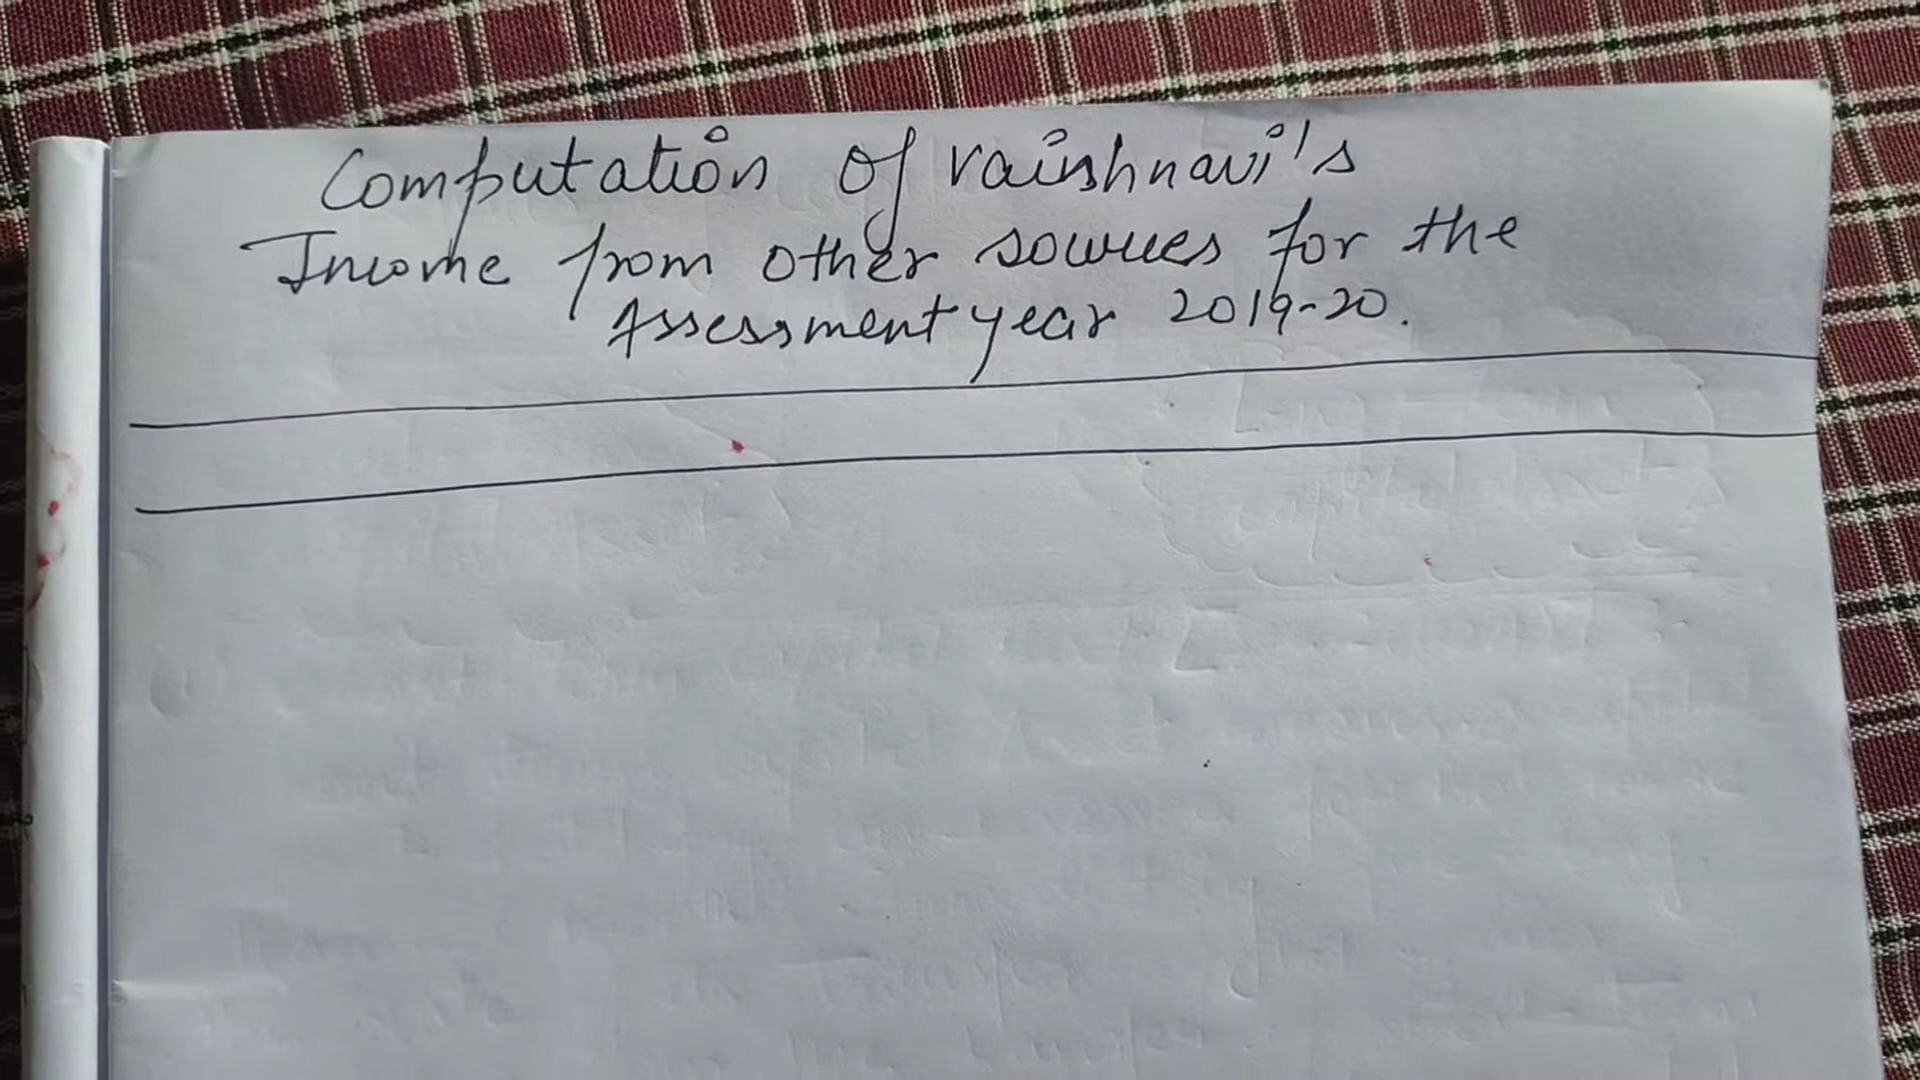 Computation of Vaishnavi's
Income from other sources for the
Assessment year 2019-20.